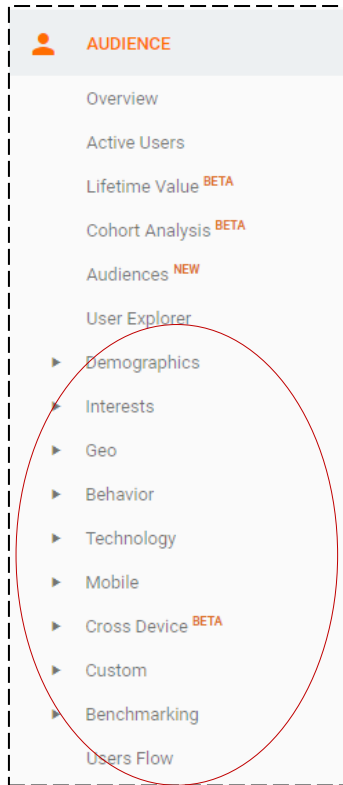 AUDIENCE
Overview
Active Users
Lifetime Value BETA
Cohort Analysis BETA
Audiences NEW
User Explorer
Demographics
Interests
Geo
Behavior
Technology
Mobile
Cross Device BETA
Custom
Benchmarking
Users Flow